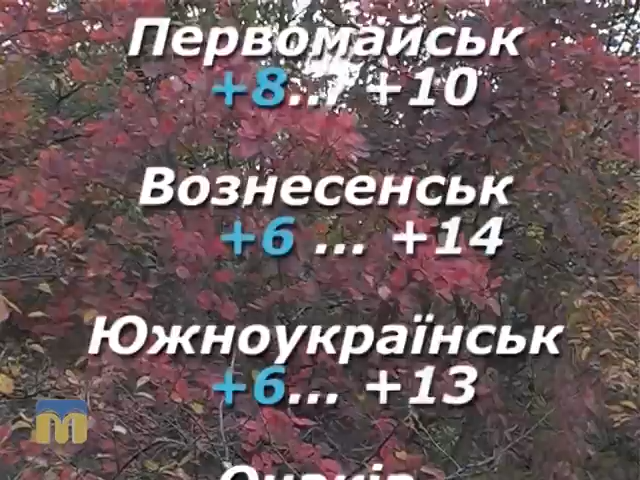 Первомайськ
+8... +10
Вознесенськ
+6 ... +14
Южноукраїнськ
+6... +13
М